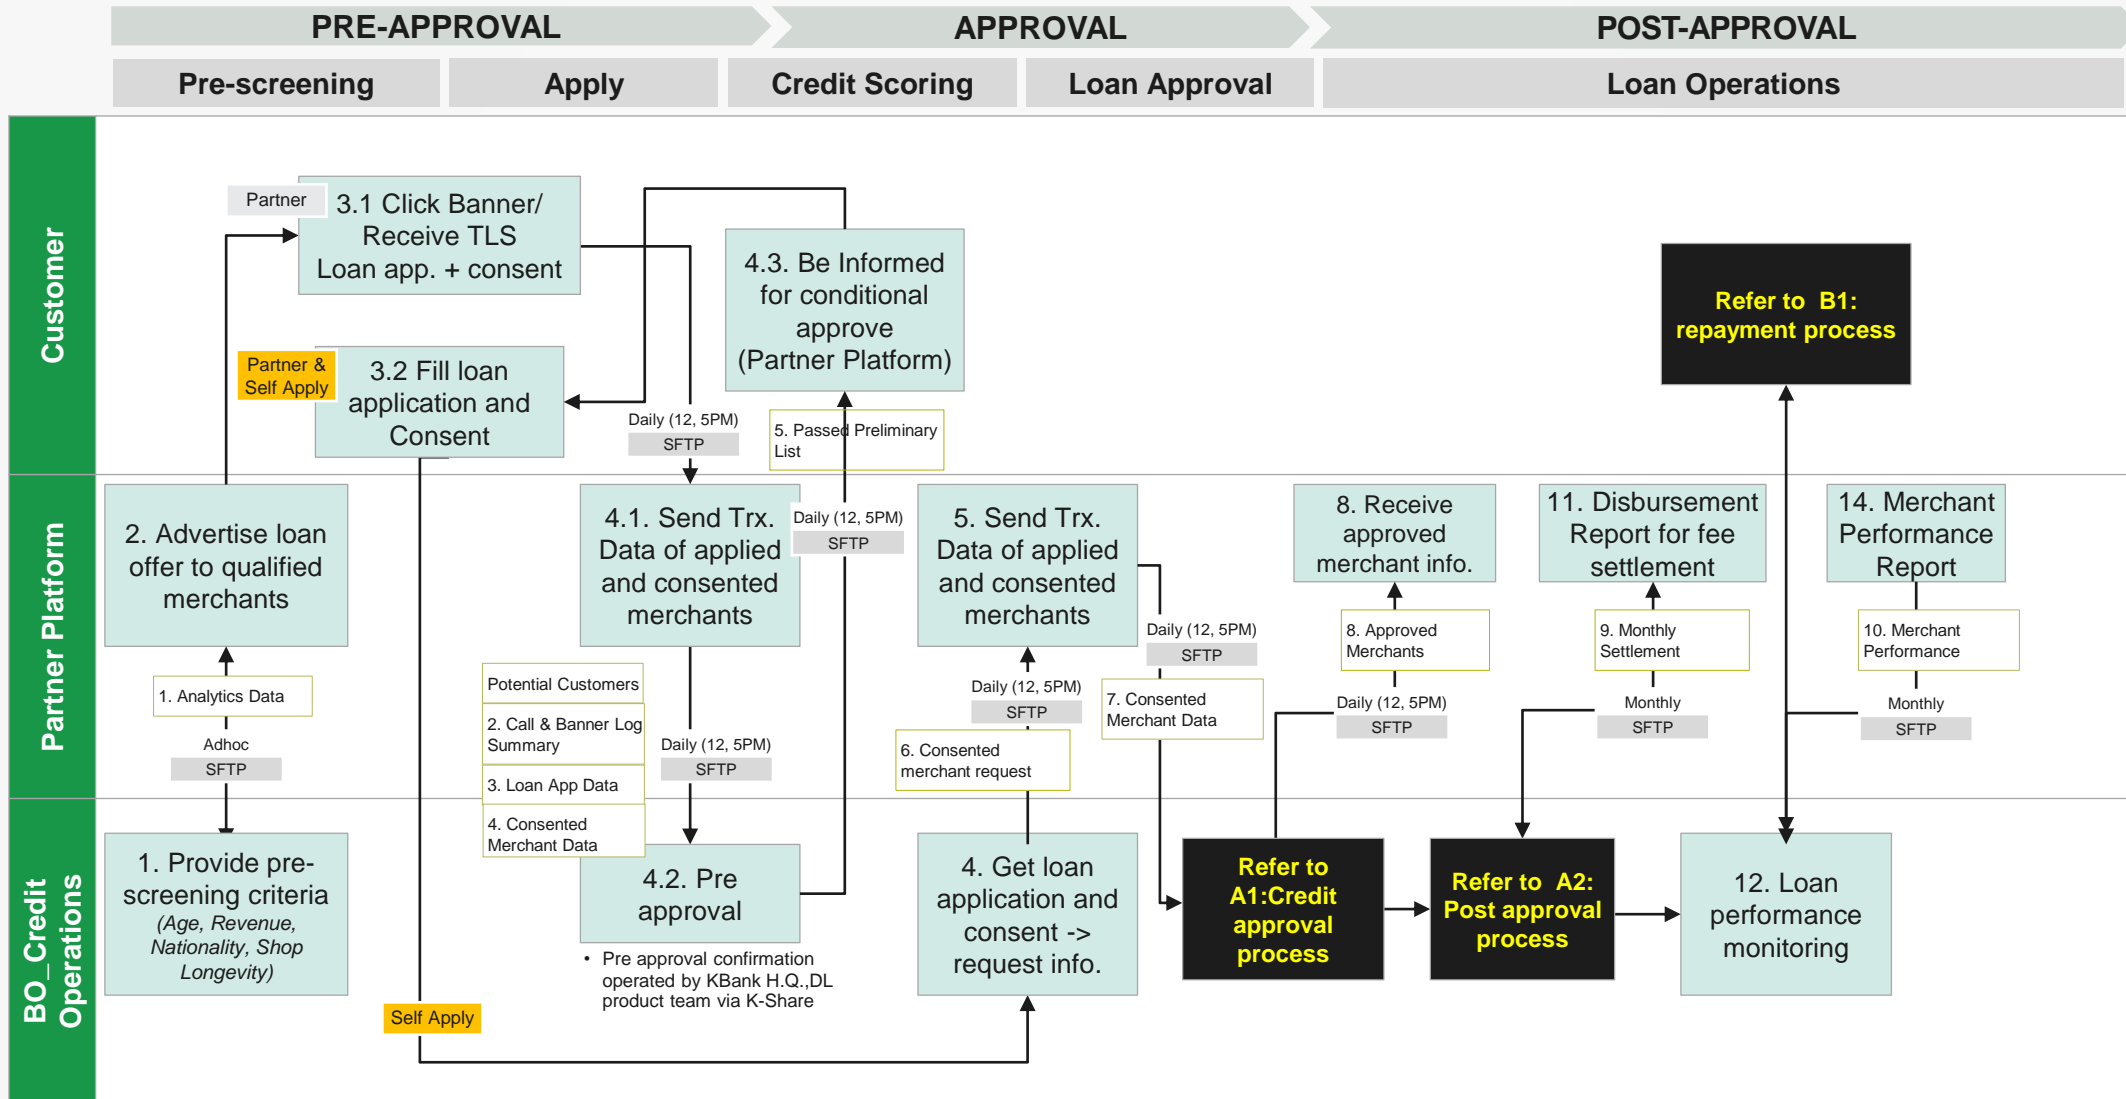 PRE-APPROVAL
APPROVAL
POST-APPROVAL
Pre-screening
Apply
Credit Scoring
Loan Approval
Loan Operations
Customer
Partner
3.1 Click Banner/
Receive TLS
Loan app. + consent
Partner &
Self Apply
3.2 Fill loan
application and
Consent
Daily (12, 5PM)
SFTP
4.3. Be Informed
for conditional
approve
(Partner Platform)
5. Passed Preliminary
List
Refer to B1:
repayment process
Partner Platform
2. Advertise loan
offer to qualified
merchants
1. Analytics Data
Adhoc
SFTP
4.1. Send Trx.
Data of applied
and consented
merchants
Daily (12, 5PM)
SFTP
Potential Customers
2. Call & Banner Log
Summary
3. Loan App Data
4. Consented
Merchant Data
Daily (12, 5PM)
SFTP
5. Send Trx.
Data of applied
and consented
merchants
Daily (12, 5PM)
SFTP
6. Consented
merchant request
Daily (12, 5PM)
SFTP
7. Consented
Merchant Data
8. Receive
approved
merchant info.
8. Approved
Merchants
Daily (12, 5PM)
SFTP
11. Disbursement
Report for fee
settlement
9. Monthly
Settlement
Monthly
SFTP
14. Merchant
Performance
Report
10. Merchant
Performance
Monthly
SFTP
BO_Credit
Operations
1. Provide pre-
screening criteria
(Age, Revenue,
Nationality, Shop
Longevity)
Self Apply
4.2. Pre
approval
• Pre approval confirmation
operated by KBank H.Q.,DL
product team via K-Share
4. Get loan
application and
consent ->
request info.
Refer to
A1:Credit
approval
process
Refer to A2:
Post approval
process
12. Loan
performance
monitoring